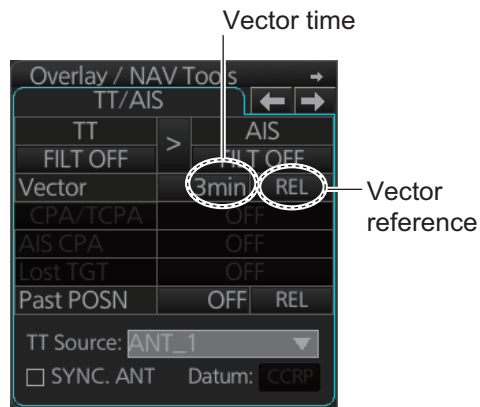 Vector time
Overlay / NAV Tools
TT/AIS
TT > AIS
FILT OFF FILT OFF
Vector 3min REL
Vector
reference
CPA/TCPA OFF
AIS CPA OFF
Lost TGT OFF
Past POSN OFF REL
TT Source: ANT_1
SYNC. ANT Datum: CCRP